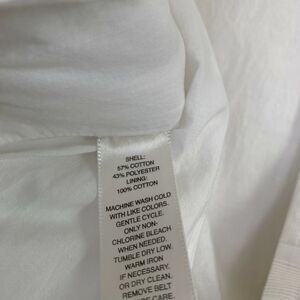 SHELL:
57% COTTON
43% POLYESTER
LINING:
100% COTTON
MACHINE WASH COLD
WITH LIKE COLORS.
GENTLE CYCLE.
ONLY NON-
CHLORINE BLEACH
WHEN NEEDED.
TUMBLE DRY LOW.
WARM IRON
IF NECESSARY.
OR DRY CLEAN.
REMOVE BELT
CARE.